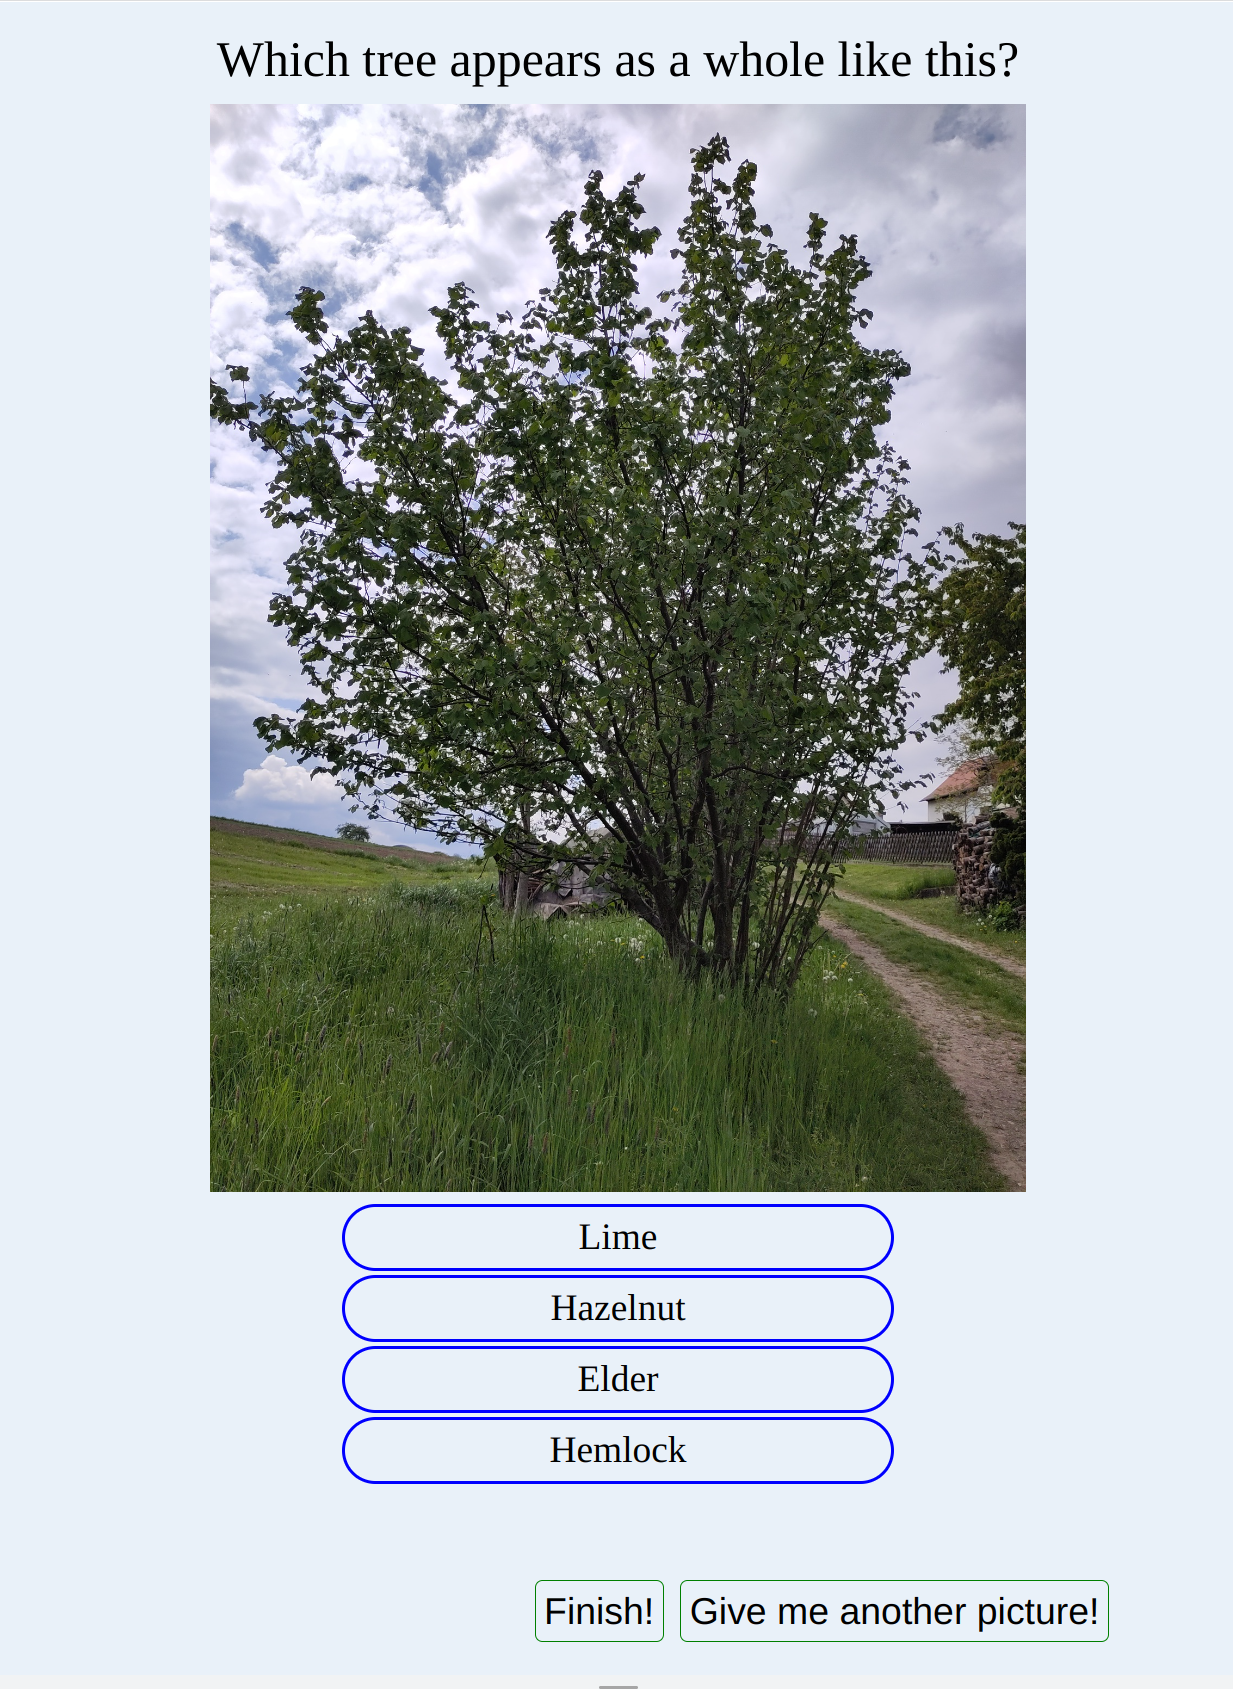 Which tree appears as a whole like this?
Lime
Hazelnut
Elder
Hemlock
Finish! Give me another picture!